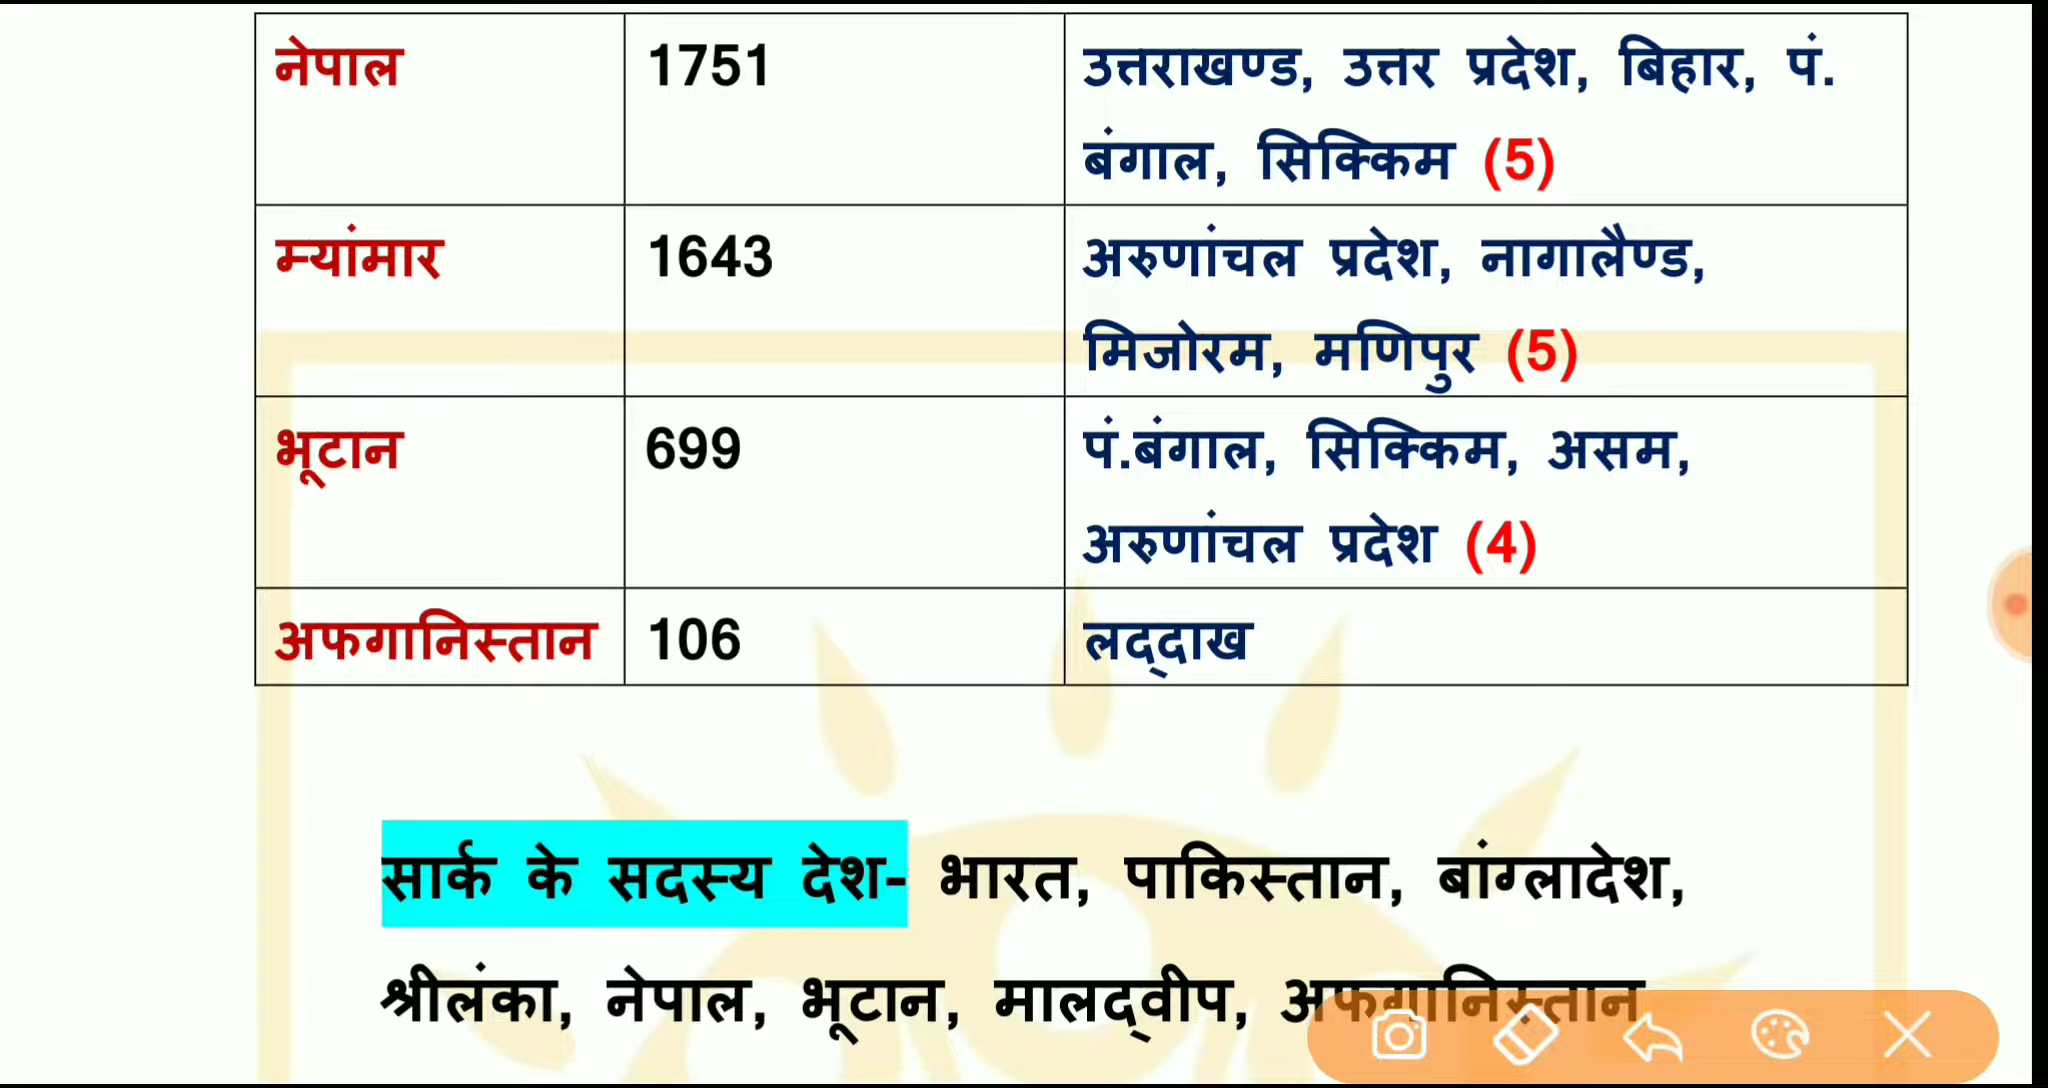 नेपाल 1751 उत्तराखण्ड, उत्तर प्रदेश, बिहार, पं.
बंगाल, सिक्किम (5)
म्यांमार 1643 अरुणांचल प्रदेश, नागालैण्ड,
मिजोरम, मणिपुर (5)
भूटान 699 पं.बंगाल, सिक्किम, असम,
अरुणांचल प्रदेश (4)
अफगानिस्तान 106 लद्दाख
सार्क के सदस्य देश- भारत, पाकिस्तान, बांग्लादेश,
श्रीलंका, नेपाल, भूटान, मालद्वीप, अफगानिस्तान